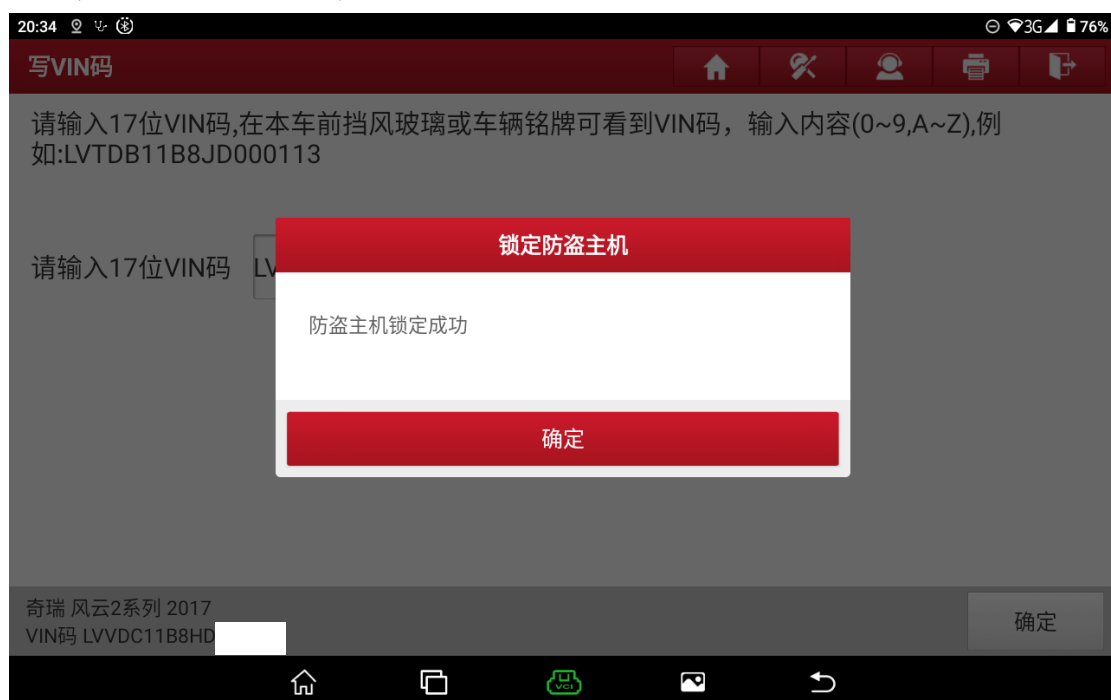 20:34
3G
76%
写VIN码
请输入17位VIN码,在本车前挡风玻璃或车辆铭牌可看到VIN码，输入内容(0~9,A~Z),例
如:LVTDB11B8JD000113
锁定防盗主机
请输入17位VIN码
LV
防盗主机锁定成功
确定
奇瑞 风云2系列 2017
VIN码 LVVDC11B8HD
确定
VCI